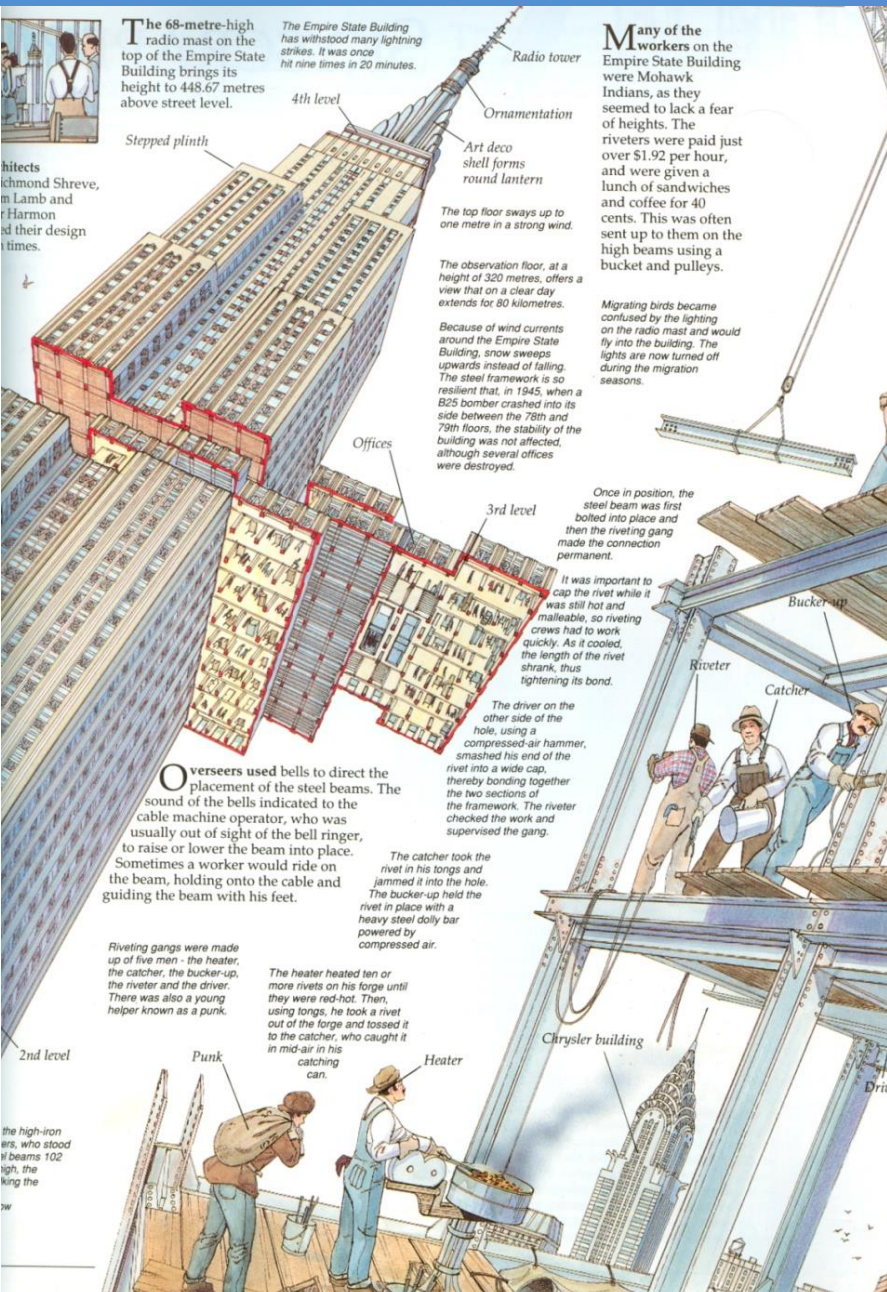 The 68-metre-high
radio mast on the
top of the Empire State
Building brings its
height to 448.67 metres
above street level.
The Empire State Building
has withstood many lightning
strikes. It was once
hit nine times in 20 minutes.
Radio tower
Many of the
workers on the
Empire State Building
were Mohawk
Indians, as they
seemed to lack a fear
of heights. The
riveters were paid just
over $1.92 per hour,
and were given a
lunch of sandwiches
and coffee for 40
cents. This was often
sent up to them on the
high beams using a
bucket and pulleys.
4th level
Ornamentation
Stepped plinth
Art deco
shell forms
round lantern
hitects
ichmond Shreve,
m Lamb and
r Harmon
ed their design
times.
The top floor sways up to
one metre in a strong wind.
The observation floor, at a
height of 320 metres, offers a
view that on a clear day
extends for 80 kilometres.
Because of wind currents
around the Empire State
Building, snow sweeps
upwards instead of falling.
The steel framework is so
resilient that, in 1945, when a
B25 bomber crashed into its
side between the 78th and
79th floors, the stability of the
building was not affected,
although several offices
were destroyed.
Migrating birds became
confused by the lighting
on the radio mast and would
fly into the building. The
lights are now turned off
during the migration
seasons.
Offices
3rd level
Once in position, the
steel beam was first
bolted into place and
then the riveting gang
made the connection
permanent.
It was important to
cap the rivet while it
was still hot and
malleable, so riveting
crews had to work
quickly. As it cooled,
the length of the rivet
shrank, thus
tightening its bond.
Bucker-up
Riveter
Catcher
The driver on the
other side of the
hole, using a
compressed-air hammer,
smashed his end of the
rivet into a wide cap,
thereby bonding together
the two sections of
the framework. The riveter
checked the work and
supervised the gang.
Overseers used bells to direct the
placement of the steel beams. The
sound of the bells indicated to the
cable machine operator, who was
usually out of sight of the bell ringer,
to raise or lower the beam into place.
Sometimes a worker would ride on
the beam, holding onto the cable and
guiding the beam with his feet.
The catcher took the
rivet in his tongs and
jammed it into the hole.
The bucker-up held the
rivet in place with a
heavy steel dolly bar
powered by
compressed air.
Riveting gangs were made
up of five men - the heater,
the catcher, the bucker-up,
the riveter and the driver.
There was also a young
helper known as a punk.
The heater heated ten or
more rivets on his forge until
they were red-hot. Then,
using tongs, he took a rivet
out of the forge and tossed it
to the catcher, who caught it
in mid-air in his
catching
can.
2nd level
Punk
Heater
Chrysler building
Dri
the high-iron
ers, who stood
el beams 102
igh, the
king the
ow